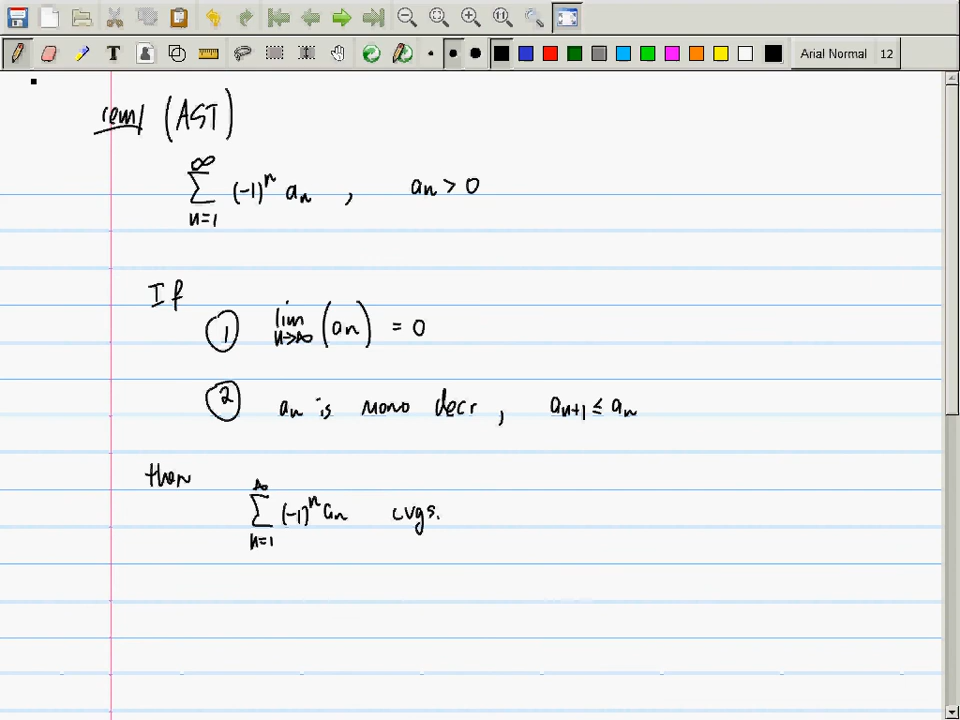 Arial Normal 12
rem/ (AST)
∞
∑ (-1)^n a_n , a_n > 0
n=1
If
① lim (a_n) = 0
n→∞
② a_n is mono decr , a_{n+1} ≤ a_n
then
∞
∑ (-1)^n a_n cvgs.
n=1